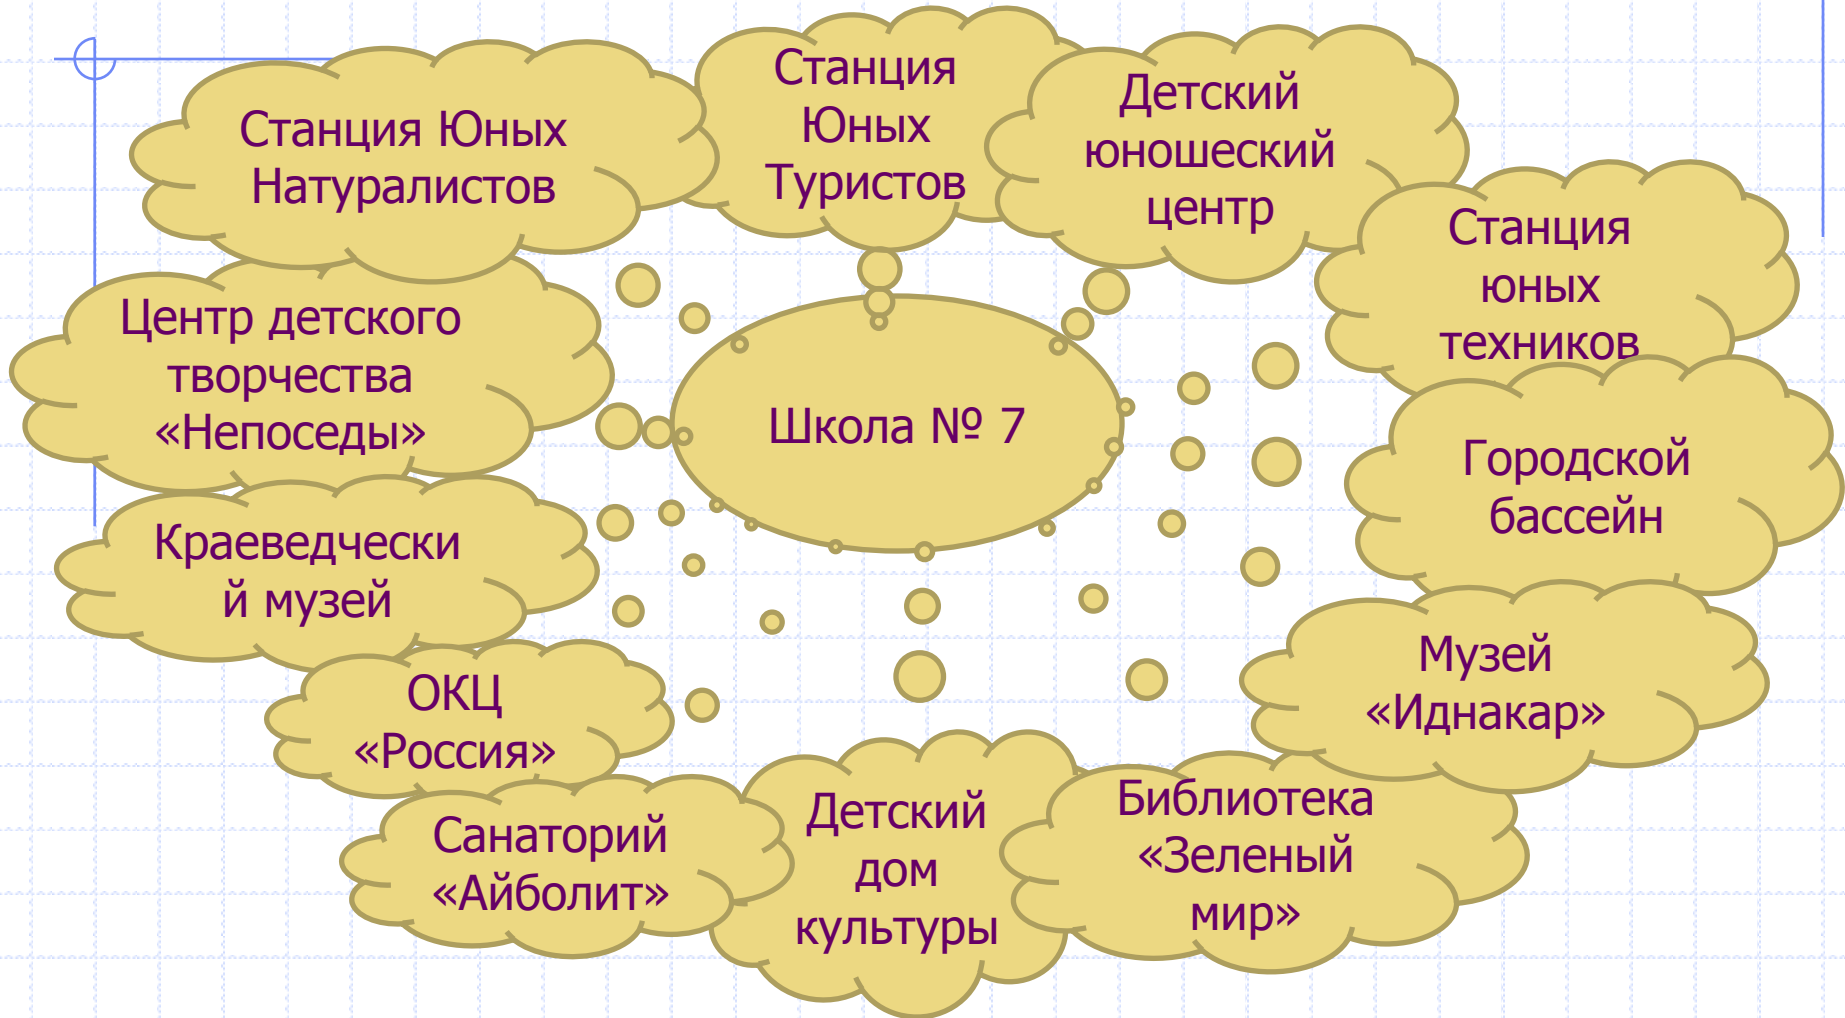 Станция Юных
Натуралистов
Станция
Юных
Туристов
Детский
юношеский
центр
Станция
юных
техников
Центр детского
творчества
«Непоседы»
Школа № 7
Городской
бассейн
Краеведчески
й музей
Музей
«Иднакар»
ОКЦ
«Россия»
Санаторий
«Айболит»
Детский
дом
культуры
Библиотека
«Зеленый
мир»